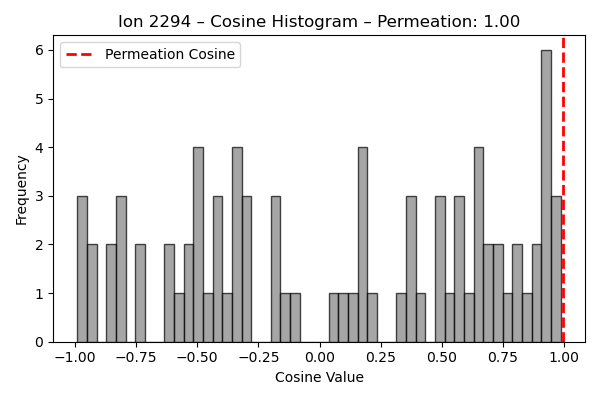 Ion 2294 – Cosine Histogram – Permeation: 1.00
Permeation Cosine
Frequency
6
5
4
3
2
1
0
−1.00 −0.75 −0.50 −0.25 0.00 0.25 0.50 0.75 1.00
Cosine Value